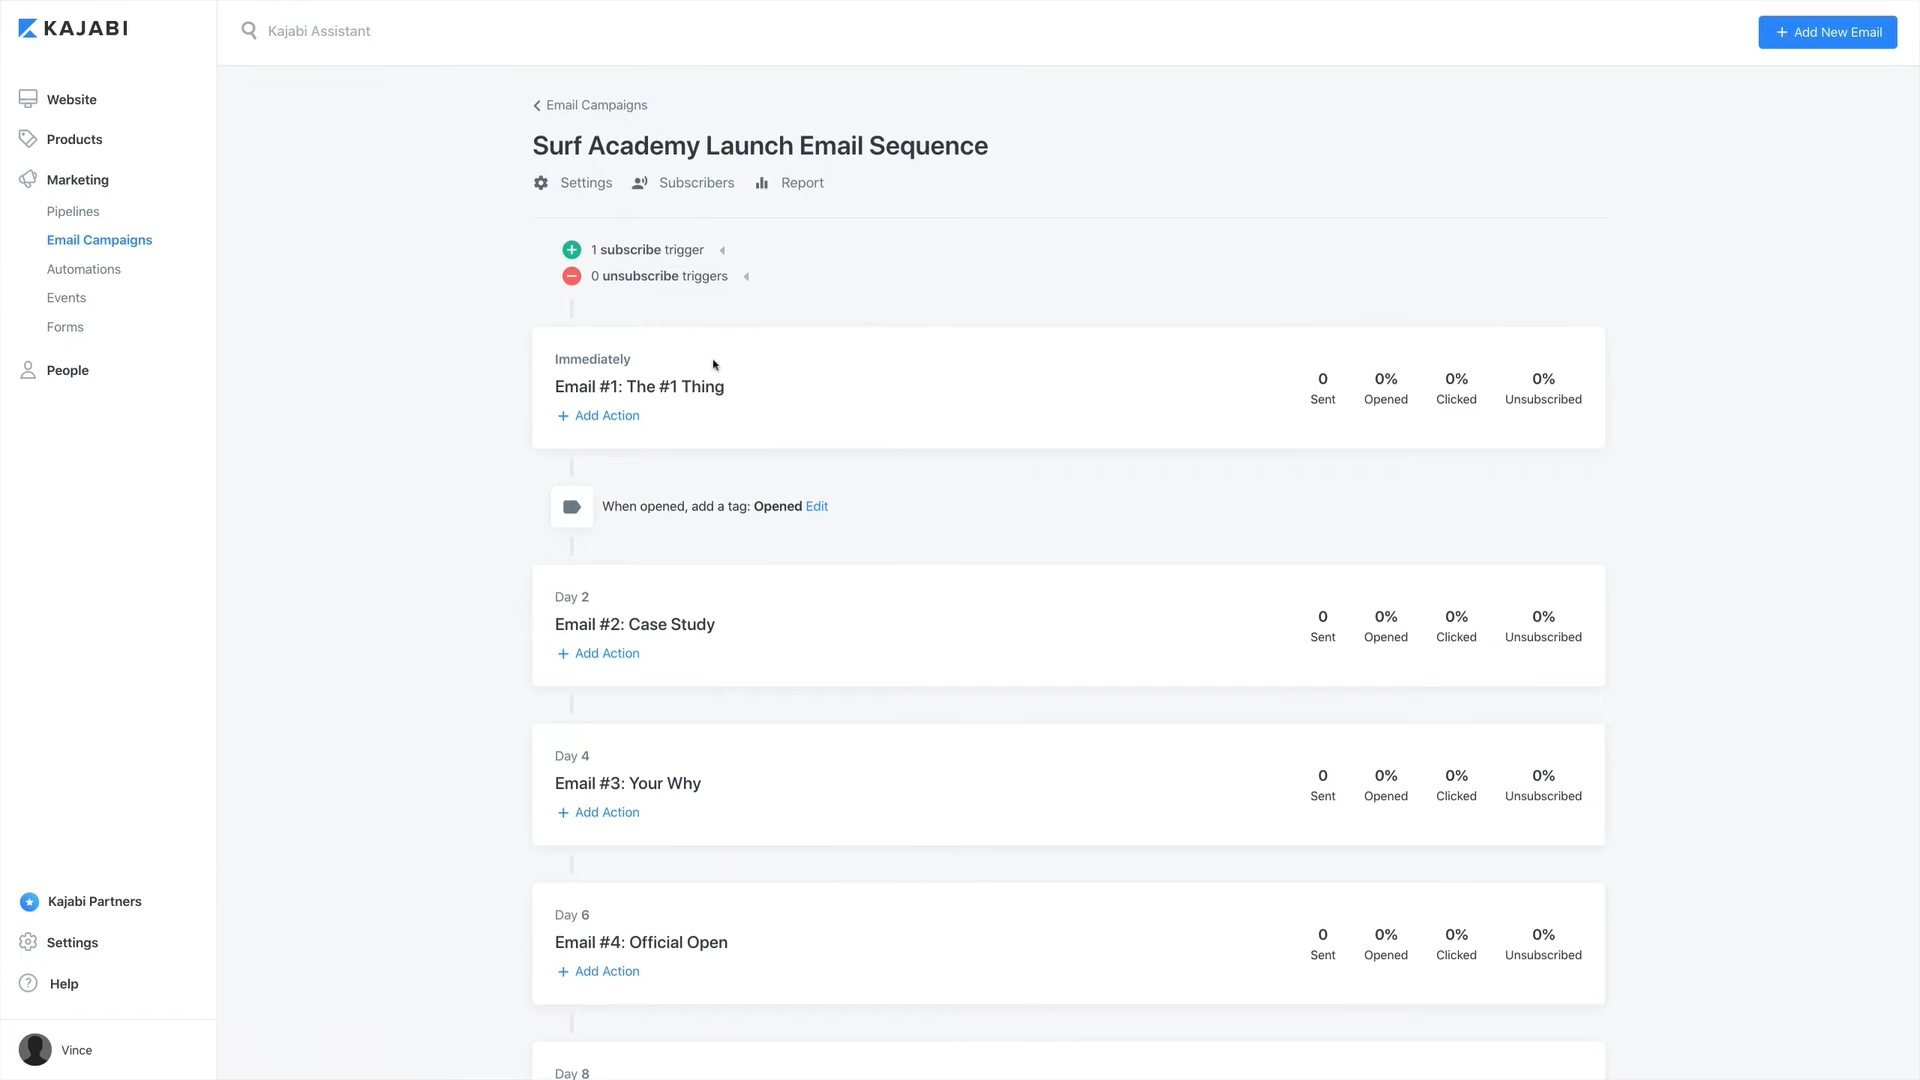 KAJABI
Kajabi Assistant
+ Add New Email
Website
Products
Marketing
Pipelines
Email Campaigns
Automations
Events
Forms
People
Kajabi Partners
Settings
? Help
Vince
Email Campaigns
Surf Academy Launch Email Sequence
Settings Subscribers Report
1 subscribe trigger
0 unsubscribe triggers
Immediately
Email #1: The #1 Thing
+ Add Action
0 0% 0% 0%
Sent Opened Clicked Unsubscribed
When opened, add a tag: Opened Edit
Day 2
Email #2: Case Study
+ Add Action
0 0% 0% 0%
Sent Opened Clicked Unsubscribed
Day 4
Email #3: Your Why
+ Add Action
0 0% 0% 0%
Sent Opened Clicked Unsubscribed
Day 6
Email #4: Official Open
+ Add Action
0 0% 0% 0%
Sent Opened Clicked Unsubscribed
Day 8